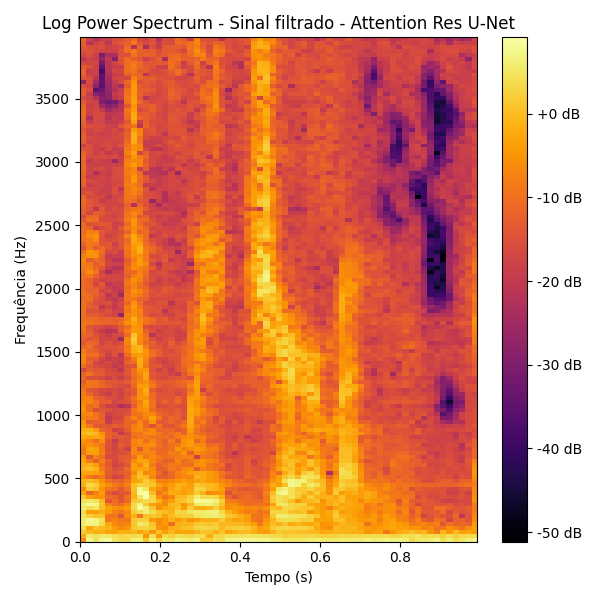 Log Power Spectrum - Sinal filtrado - Attention Res U-Net
Frequência (Hz)
3500
3000
2500
2000
1500
1000
500
0
0.0 0.2 0.4 0.6 0.8
Tempo (s)
+0 dB
-10 dB
-20 dB
-30 dB
-40 dB
-50 dB